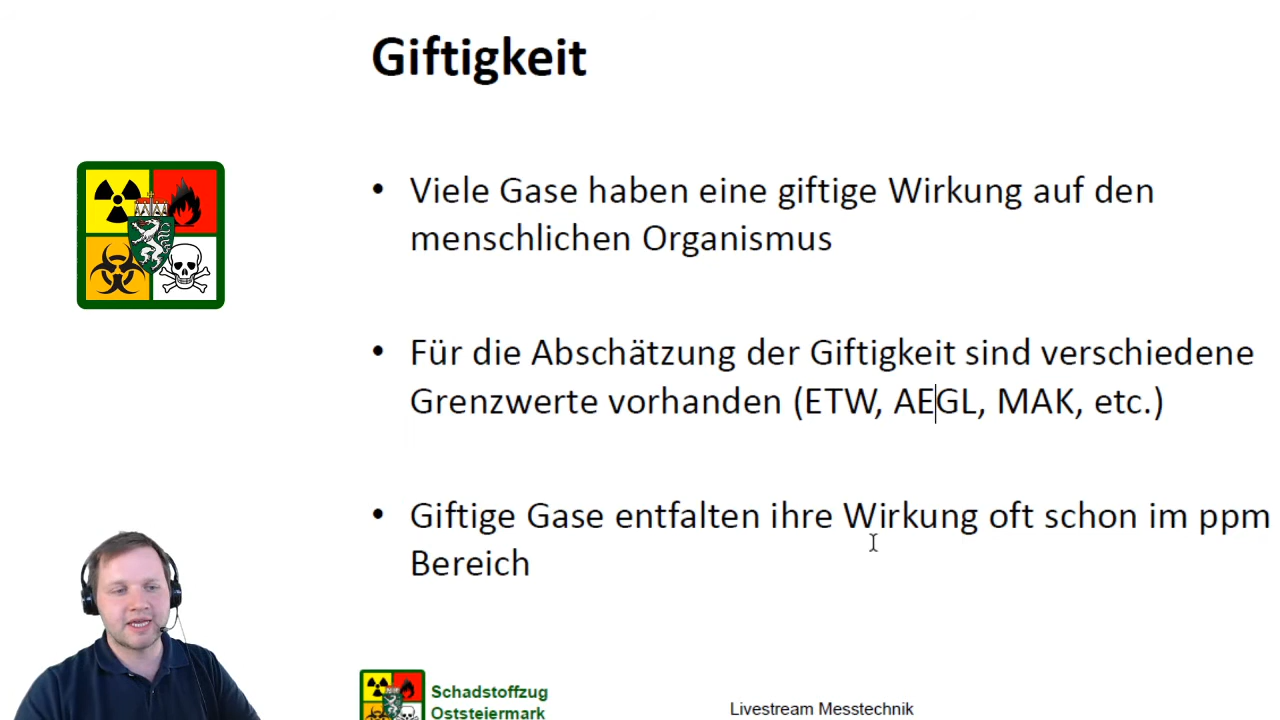 Giftigkeit
• Viele Gase haben eine giftige Wirkung auf den
menschlichen Organismus
• Für die Abschätzung der Giftigkeit sind verschiedene
Grenzwerte vorhanden (ETW, AEGL, MAK, etc.)
• Giftige Gase entfalten ihre Wirkung oft schon im ppm
Bereich
Schadstoffzug
Oststeiermark
Livestream Messtechnik